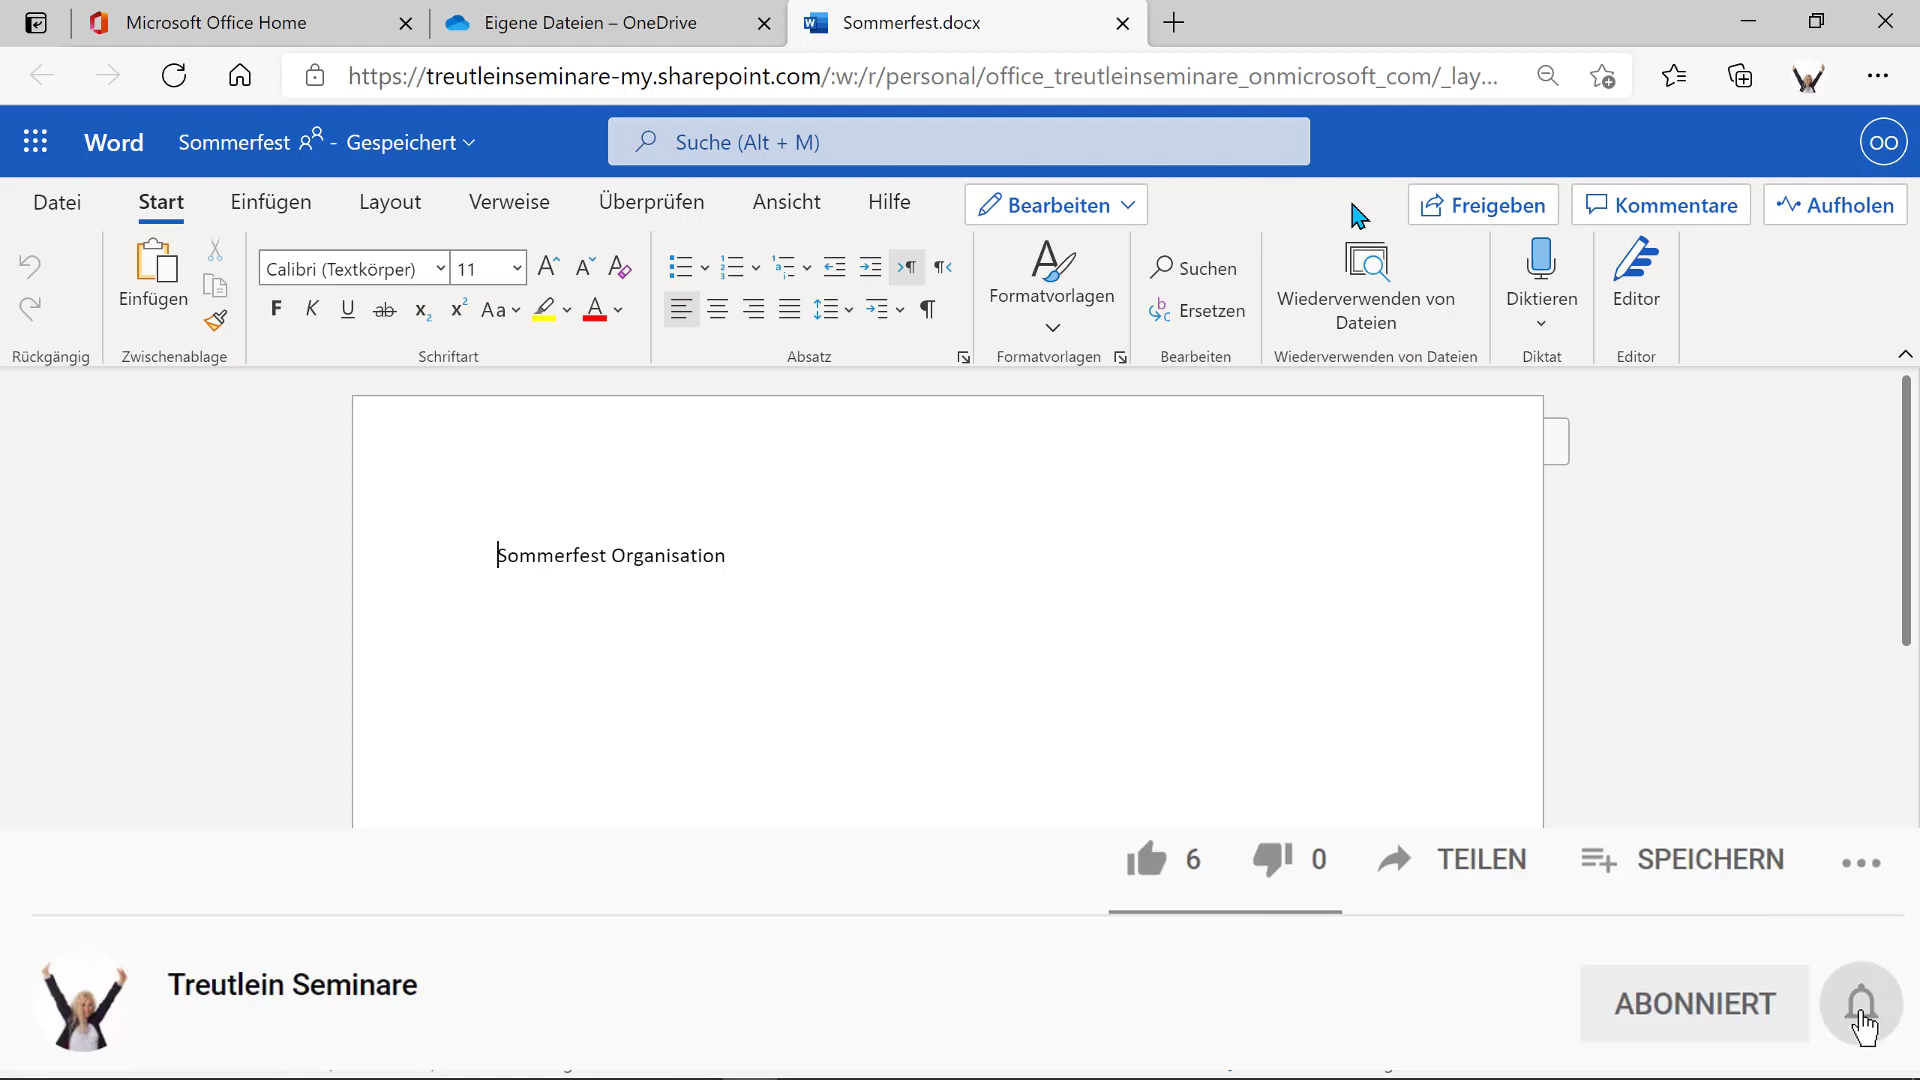 Microsoft Office Home
Eigene Dateien – OneDrive
Sommerfest.docx
https://treutleinseminare-my.sharepoint.com/:w:/r/personal/office_treutleinseminare_onmicrosoft_com/_lay...
Word
Sommerfest - Gespeichert
Suche (Alt + M)
OO
Datei
Start
Einfügen
Layout
Verweise
Überprüfen
Ansicht
Hilfe
Bearbeiten
Freigeben
Kommentare
Aufholen
Einfügen
Calibri (Textkörper)
11
Formatvorlagen
Suchen
Ersetzen
Wiederverwenden von
Dateien
Diktieren
Editor
Rückgängig
Zwischenablage
Schriftart
Absatz
Formatvorlagen
Bearbeiten
Wiederverwenden von Dateien
Diktat
Editor
Sommerfest Organisation
6
0
TEILEN
SPEICHERN
Treutlein Seminare
ABONNIERT